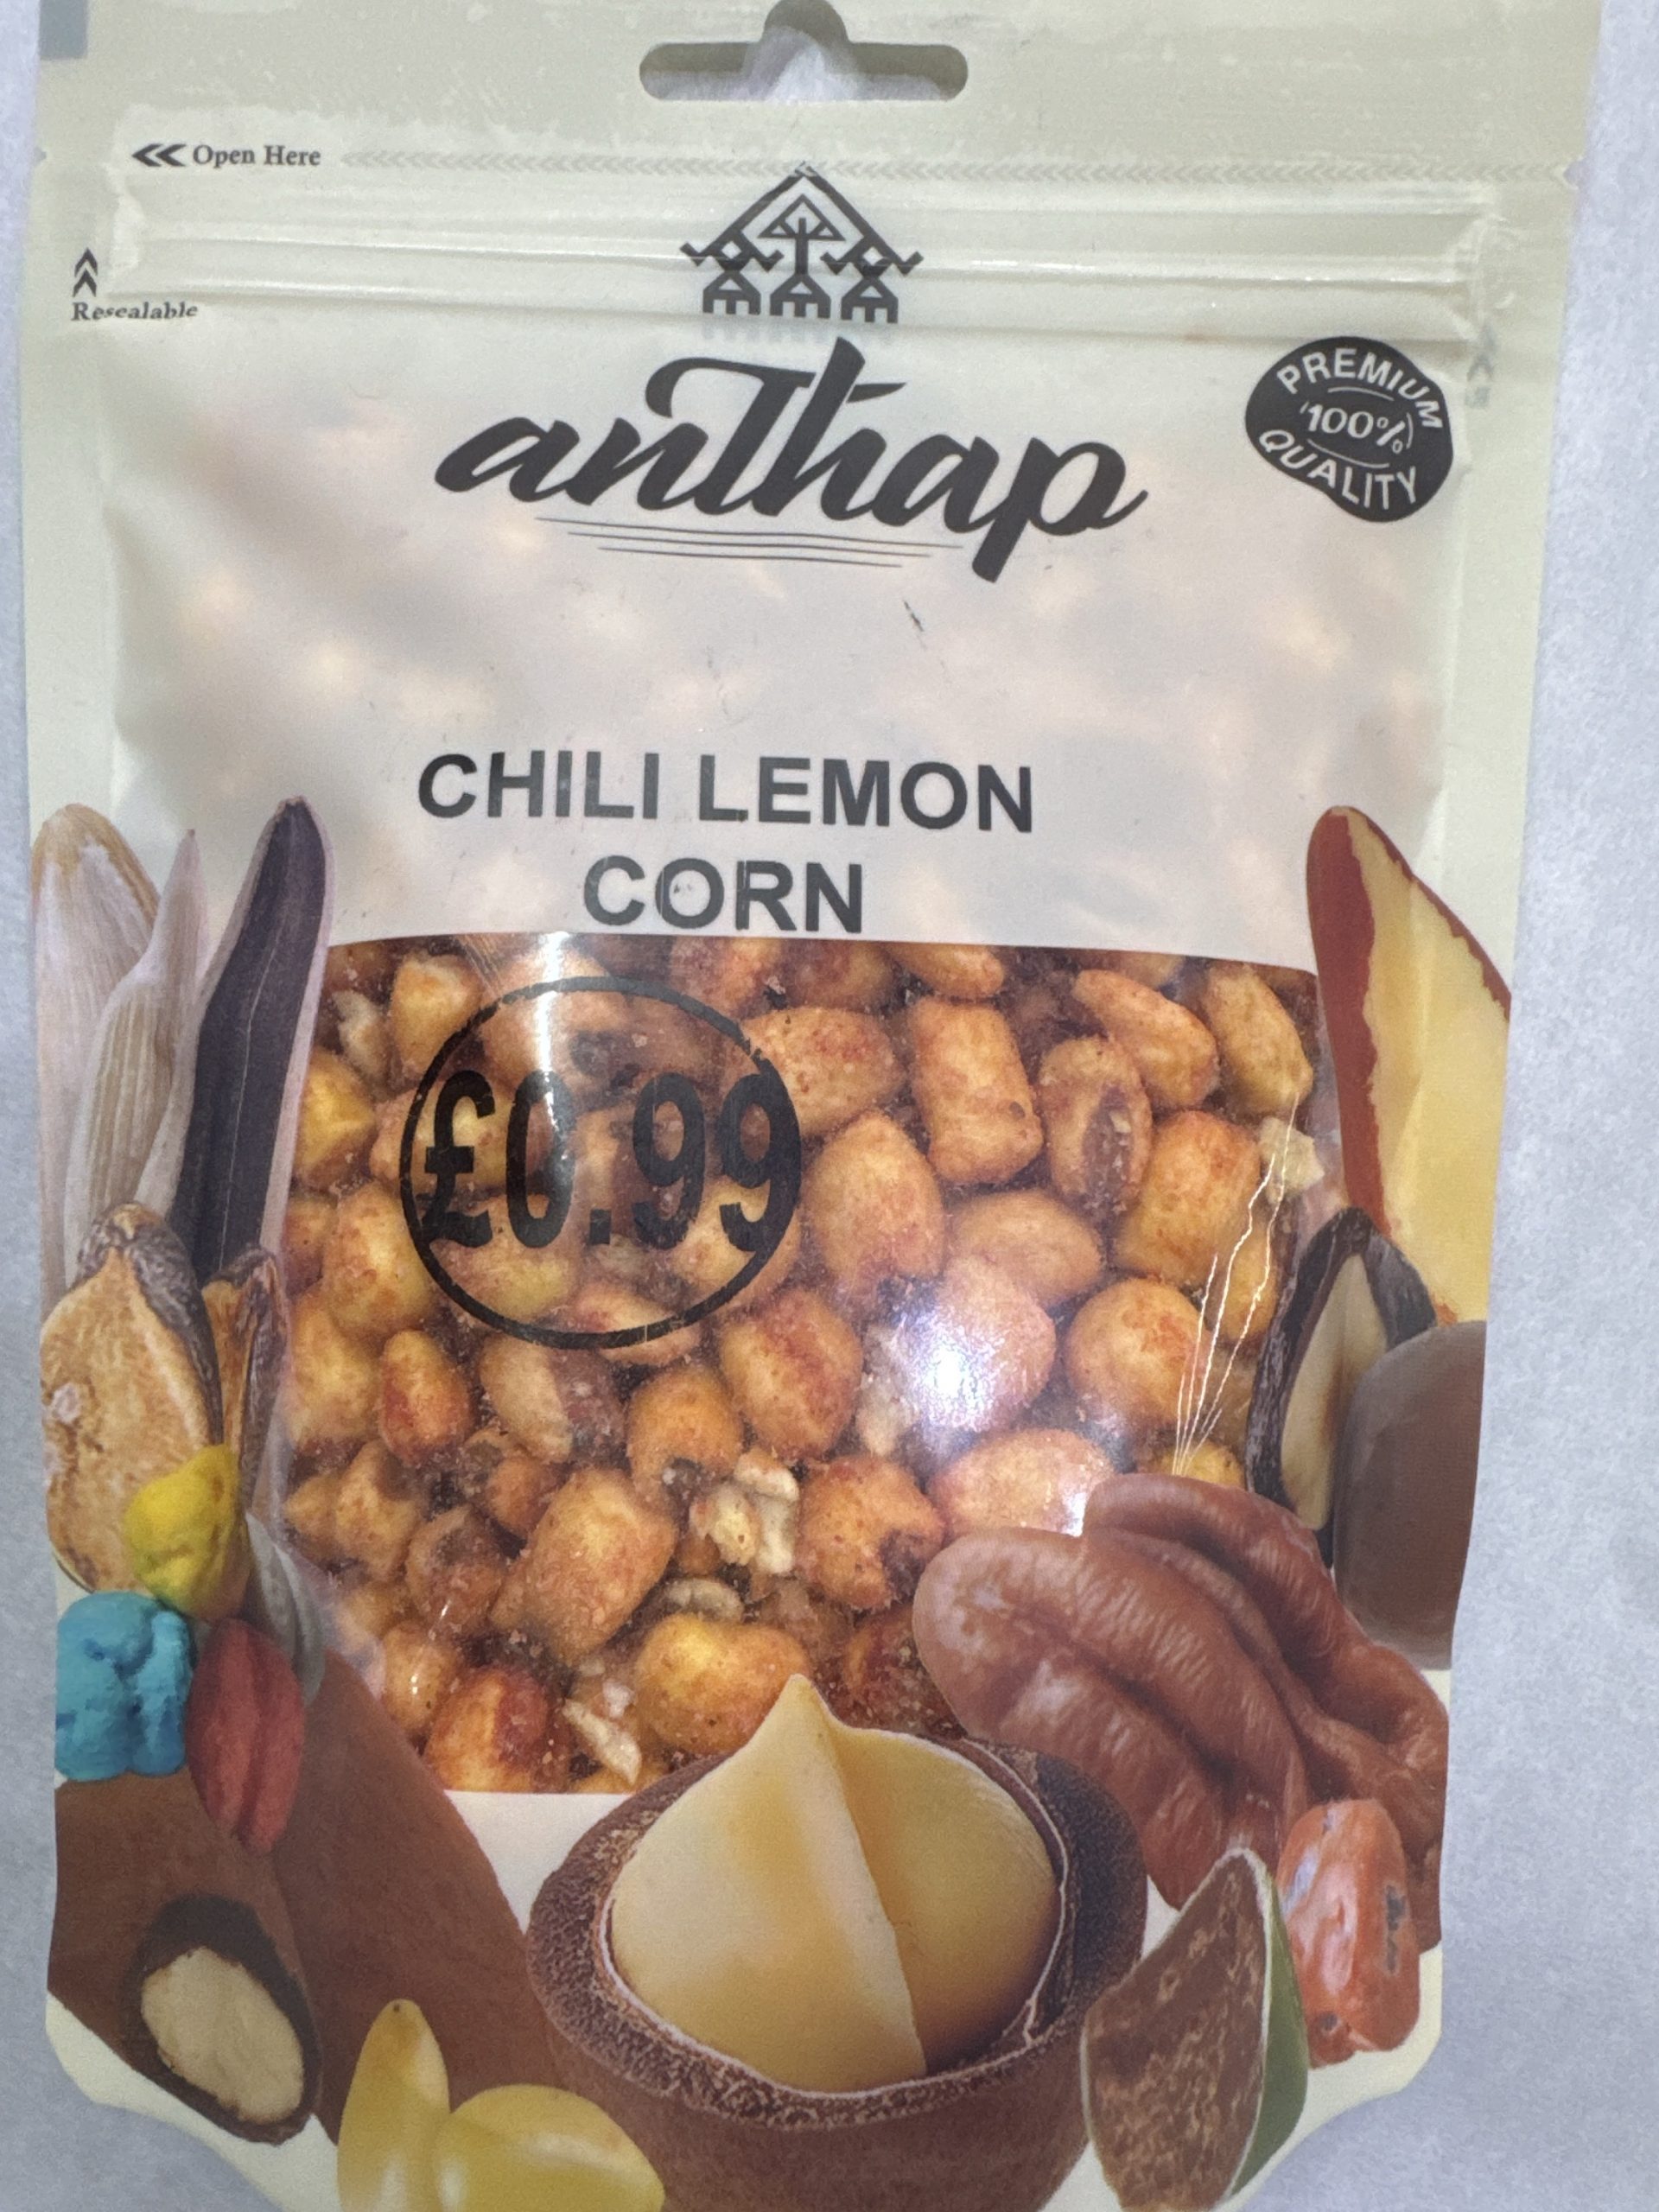 Open Here
Resealable
anthap
PREMIUM
100%
QUALITY
CHILI LEMON
CORN
£0.99